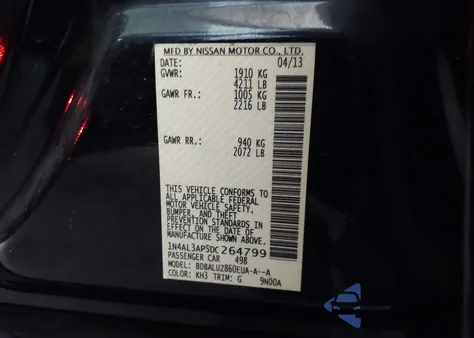 MFD BY NISSAN MOTOR CO., LTD.
DATE: 04/13
GVWR: 1910 KG
4211 LB
GAWR FR.: 1005 KG
2216 LB
GAWR RR.: 940 KG
2072 LB
THIS VEHICLE CONFORMS TO
ALL APPLICABLE FEDERAL
MOTOR VEHICLE SAFETY,
BUMPER, AND THEFT
PREVENTION STANDARDS
IN EFFECT ON THE DATE OF
MANUFACTURE SHOWN
ABOVE.
1N4AL3AP5DC264799
PASSENGER CAR 498
MODEL: BDBALUZ860EUA-A--A
COLOR: KH3 TRIM: G 9N00A